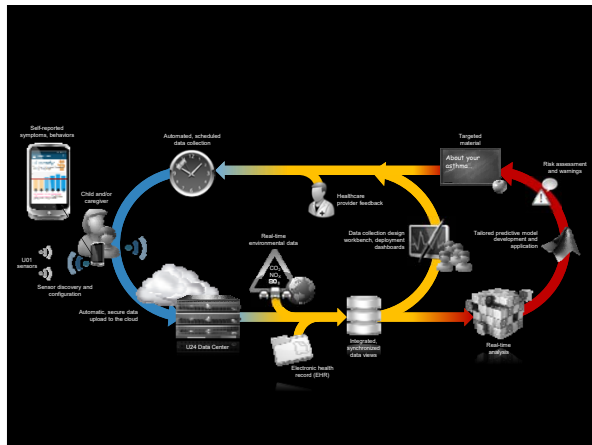 Self-reported
symptoms, behaviors
Automated, scheduled
data collection
Targeted
material
About your
asthma...
Risk assessment
and warnings
Child and/or
caregiver
Healthcare
provider feedback
Real-time
environmental data
Data collection design
workbench, deployment
dashboards
Tailored predictive model
development and
application
U01
sensors
Sensor discovery and
configuration
CO2
NOx
Automatic, secure data
upload to the cloud
U24 Data Center
Integrated,
synchronized
data views
Real-time
analysis
Electronic health
record (EHR)